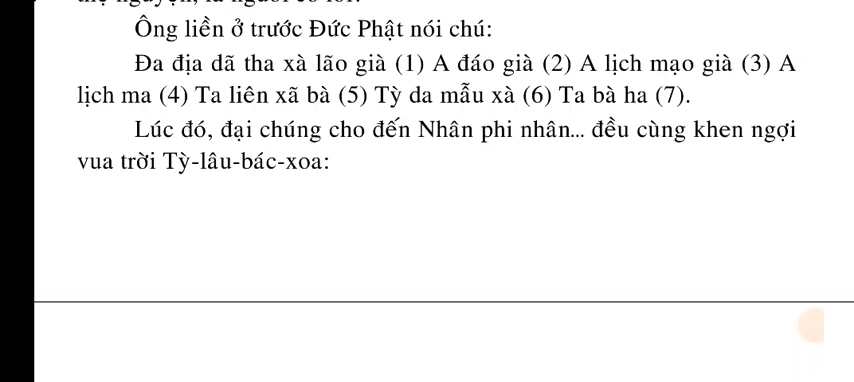 Ông liền ở trước Đức Phật nói chú:
Đa địa dã tha xà lão già (1) A đáo già (2) A lịch mạo già (3) A
lịch ma (4) Ta liên xã bà (5) Tỳ da mẫu xà (6) Ta bà ha (7).
Lúc đó, đại chúng cho đến Nhân phi nhân... đều cùng khen ngợi
vua trời Tỳ-lâu-bác-xoa: